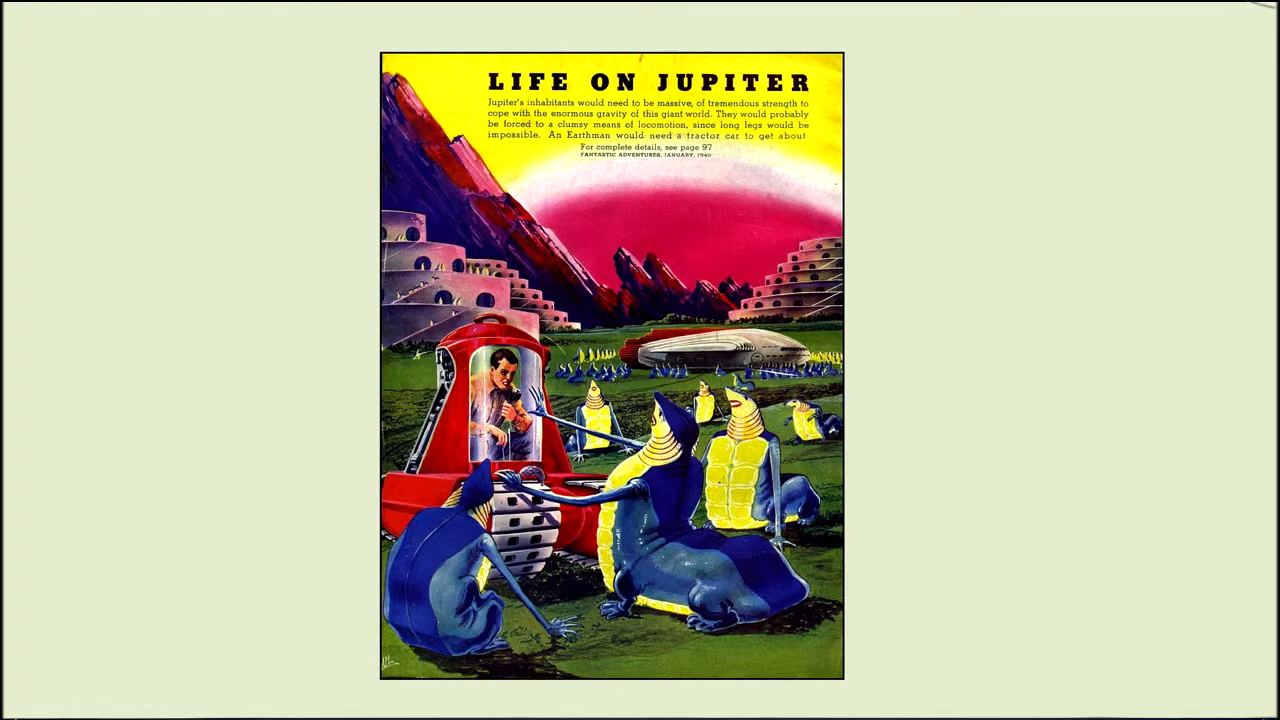 LIFE ON JUPITER
Jupiter's inhabitants would need to be massive, of tremendous strength to
cope with the enormous gravity of this giant world. They would probably
be forced to a clumsy means of locomotion, since long legs would be
impossible. An Earthman would need a tractor car to get about
For complete details, see page 97
FANTASTIC ADVENTURES, JANUARY, 1940